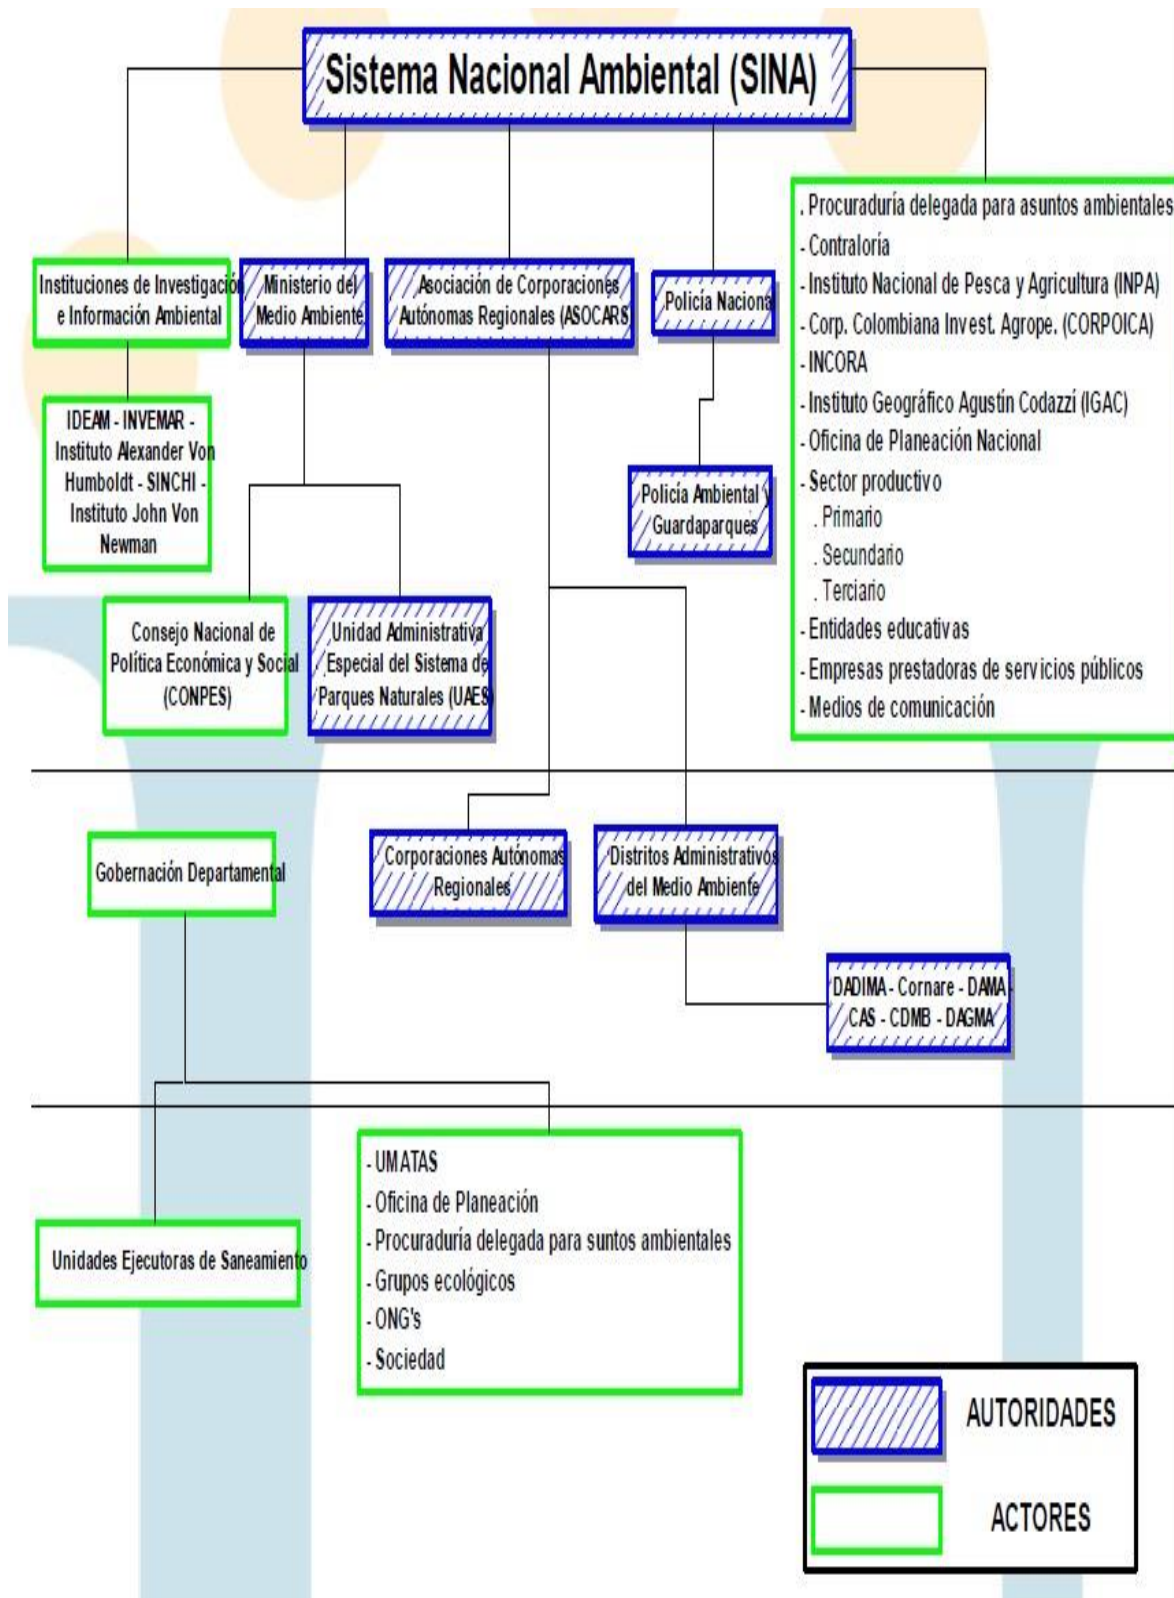 Sistema Nacional Ambiental (SINA)
Instituciones de Investigación
e Información Ambiental
Ministerio del
Medio Ambiente
Asociación de Corporaciones
Autónomas Regionales (ASOCARS
Policía Nacional
. Procuraduría delegada para asuntos ambientales
- Contraloría
- Instituto Nacional de Pesca y Agricultura (INPA)
- Corp. Colombiana Invest. Agrope. (CORPOICA)
- INCORA
- Instituto Geográfico Agustín Codazzí (IGAC)
- Oficina de Planeación Nacional
- Sector productivo
. Primario
. Secundario
. Terciario
- Entidades educativas
- Empresas prestadoras de servicios públicos
- Medios de comunicación
IDEAM - INVEMAR -
Instituto Alexander Von
Humboldt - SINCHI -
Instituto John Von
Newman
Policía Ambiental y
Guardaparques
Consejo Nacional de
Política Económica y Social
(CONPES)
Unidad Administrativa
Especial del Sistema de
Parques Naturales (UAES)
Gobernación Departamental
Corporaciones Autónomas
Regionales
Distritos Administrativos
del Medio Ambiente
DADIMA - Cornare - DAMA -
CAS - CDMB - DAGMA
Unidades Ejecutoras de Saneamiento
- UMATAS
- Oficina de Planeación
- Procuraduría delegada para suntos ambientales
- Grupos ecológicos
- ONG's
- Sociedad
AUTORIDADES
ACTORES